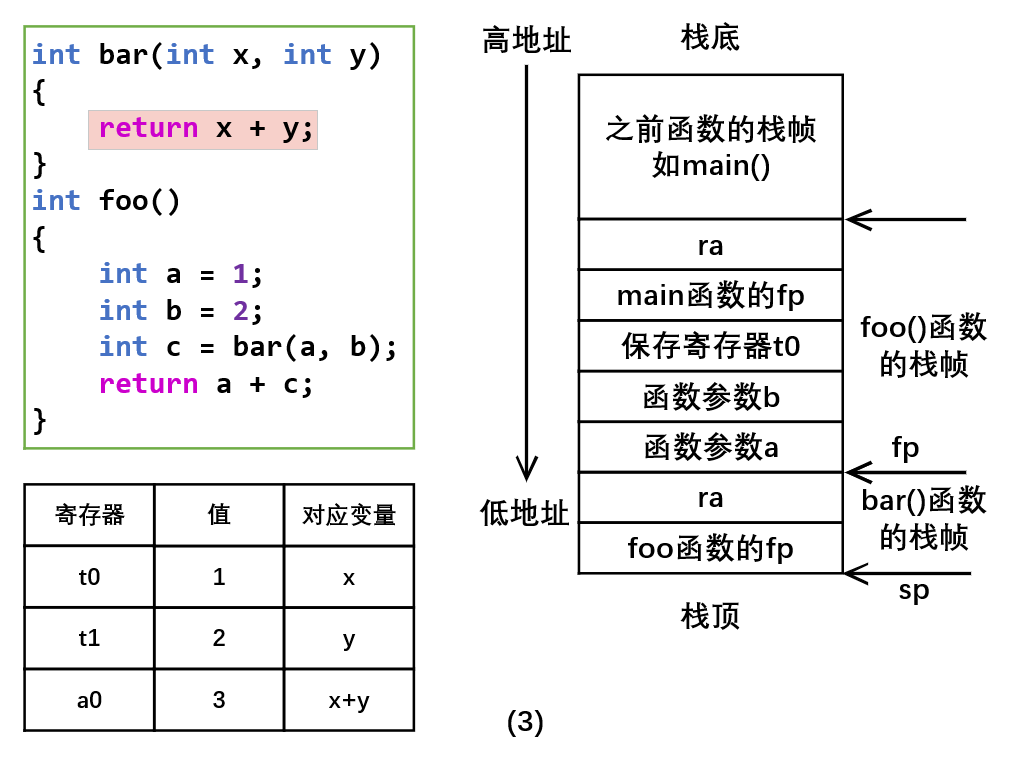 int bar(int x, int y)
{
    return x + y;
}
int foo()
{
    int a = 1;
    int b = 2;
    int c = bar(a, b);
    return a + c;
}
寄存器 值 对应变量
t0 1 x
t1 2 y
a0 3 x+y
高地址
低地址
栈底
之前函数的栈帧
如main()
ra
main函数的fp
保存寄存器t0
函数参数b
函数参数a
ra
foo函数的fp
栈顶
foo()函数
的栈帧
fp
bar()函数
的栈帧
sp
(3)